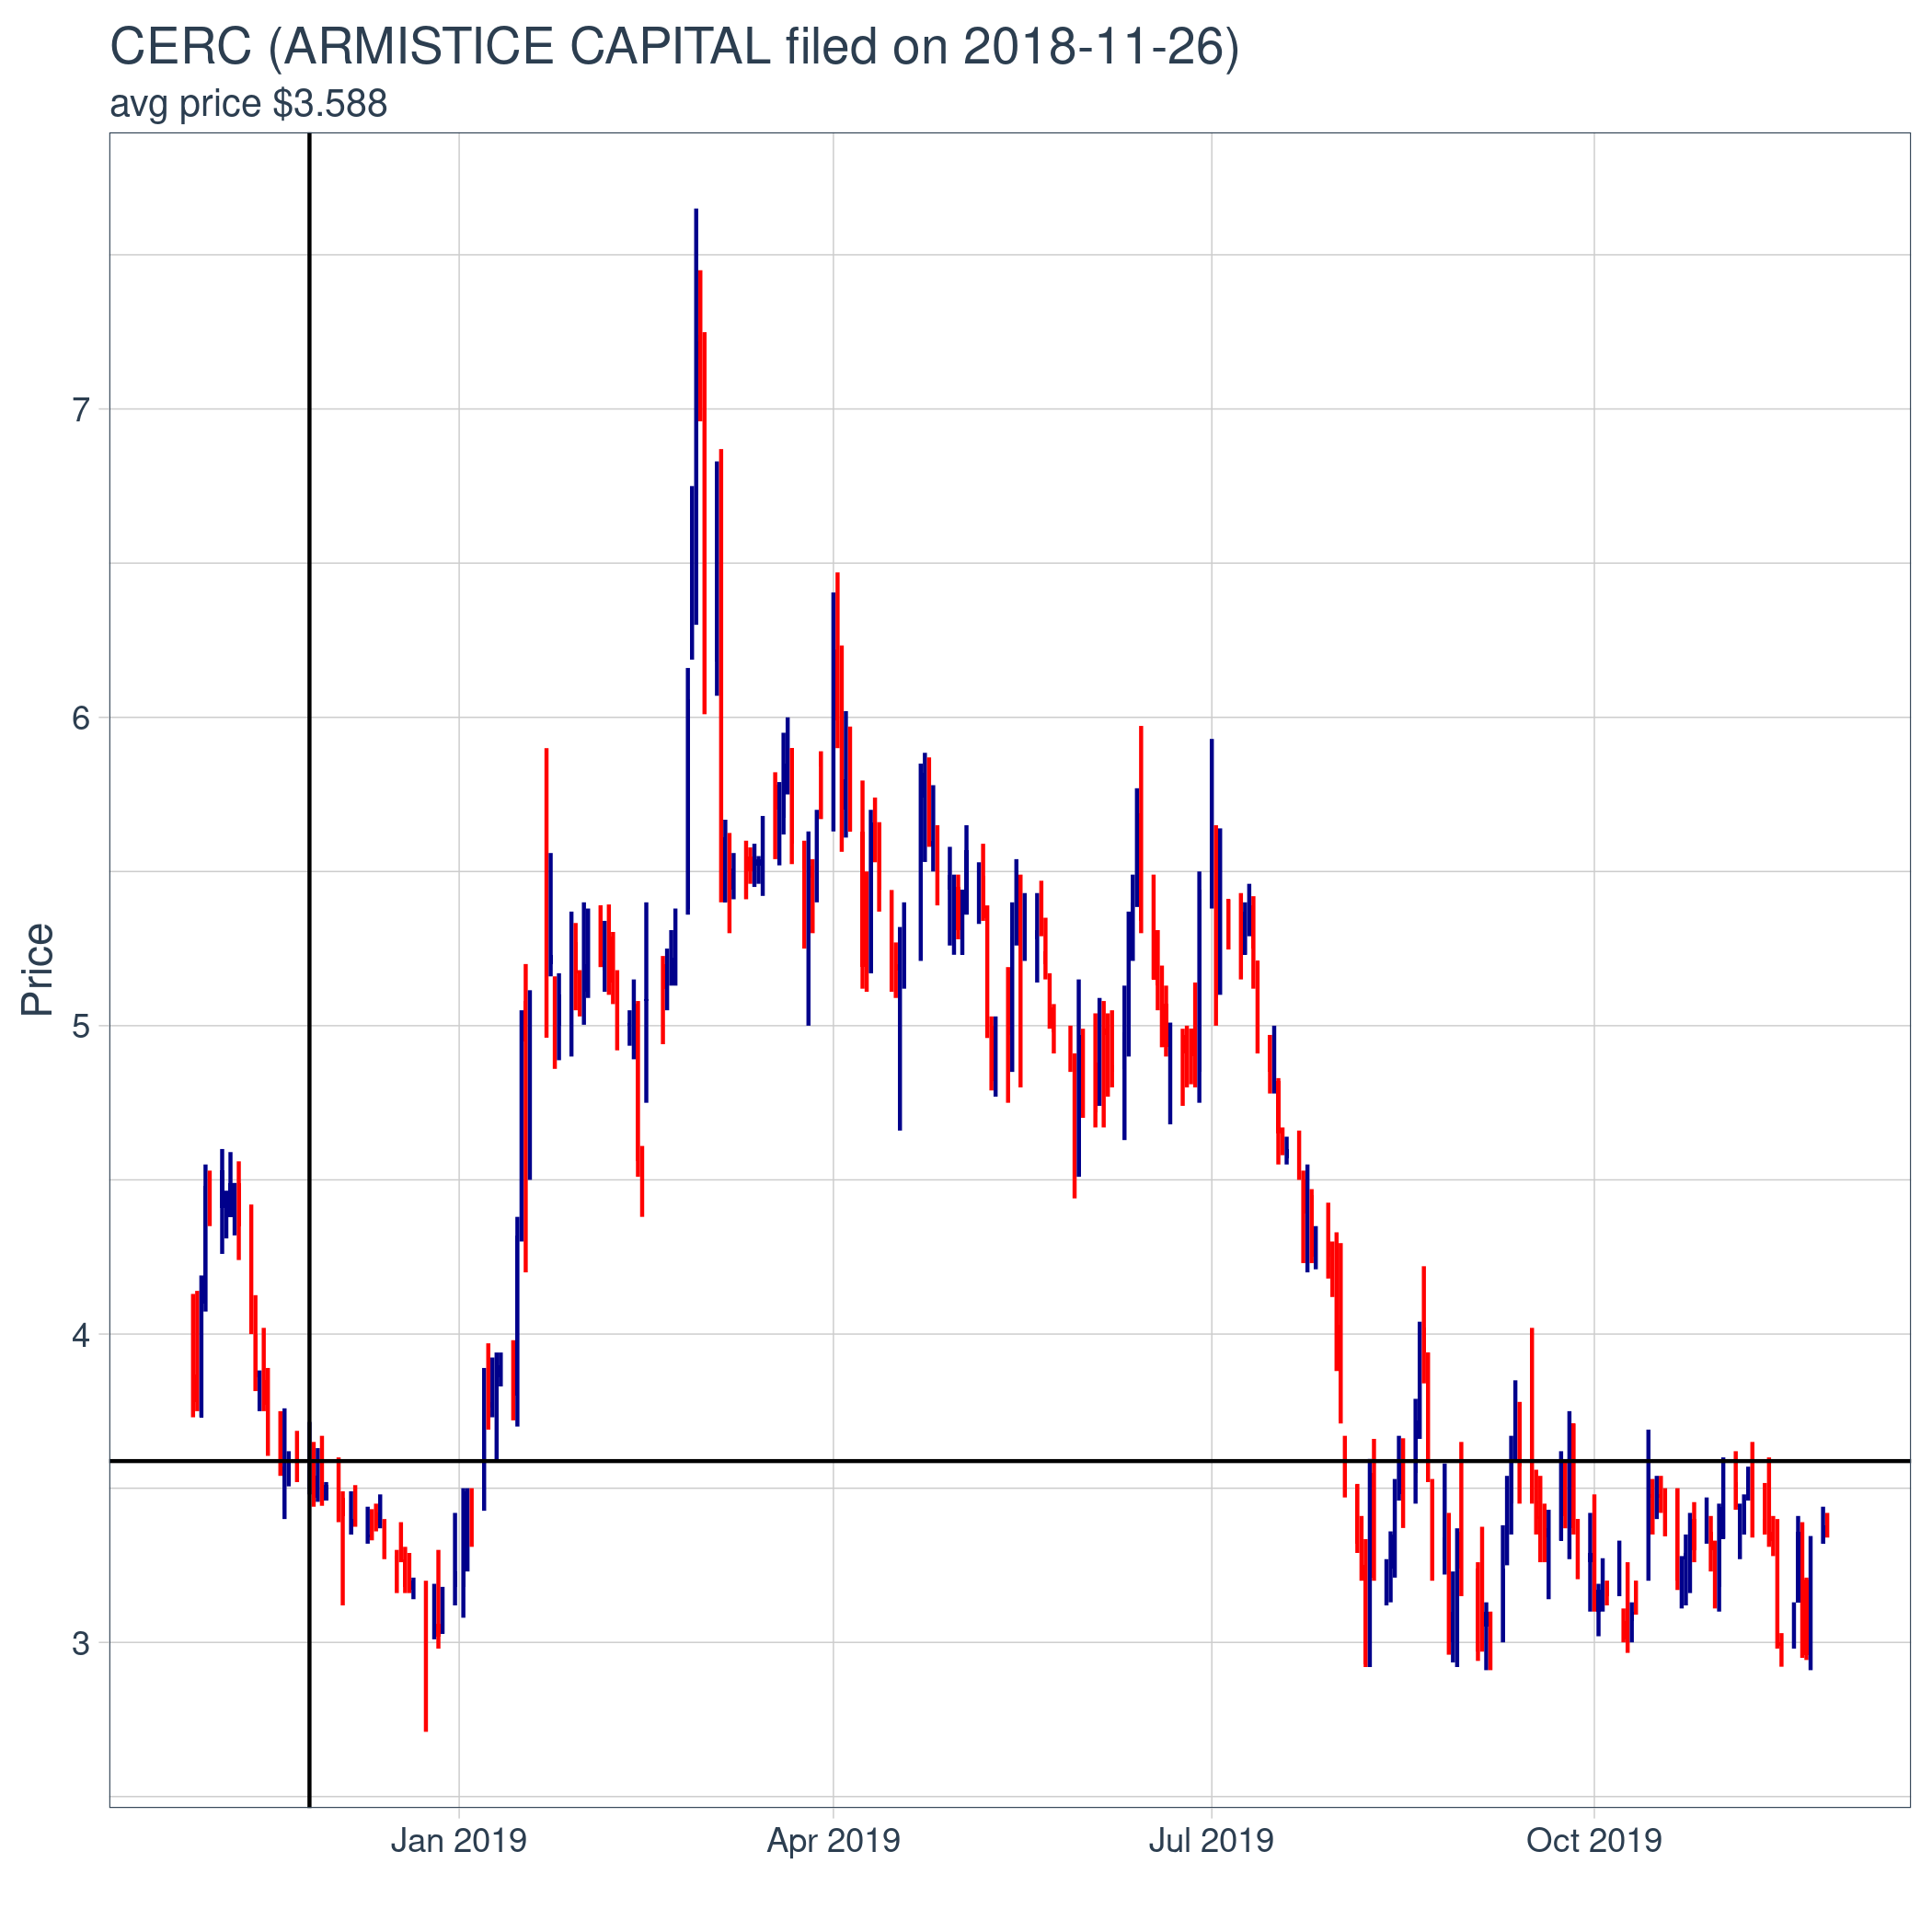 CERC (ARMISTICE CAPITAL filed on 2018-11-26)
avg price $3.588
Price
7
6
5
4
3
Jan 2019
Apr 2019
Jul 2019
Oct 2019